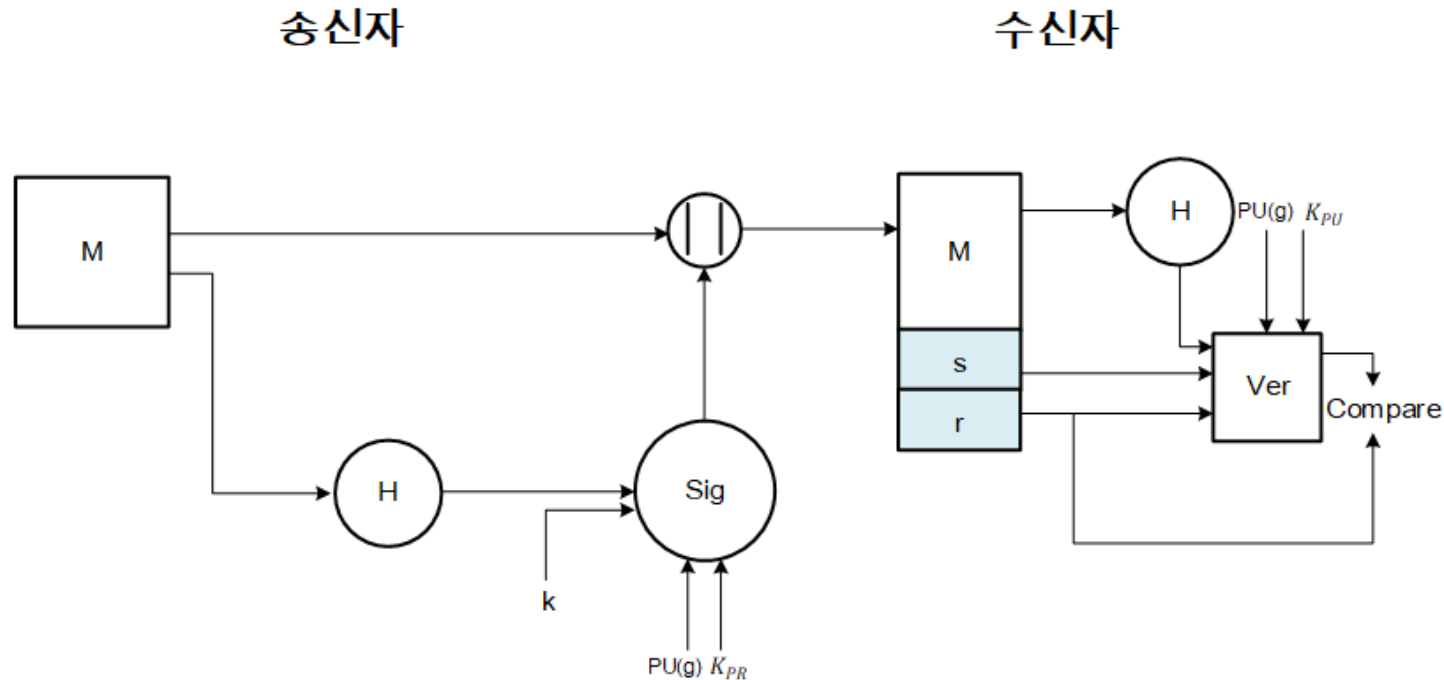 송신자
수신자
M
||
M
H
PU(g) K_PU
s
r
Ver
Compare
H
Sig
k
PU(g) K_PR